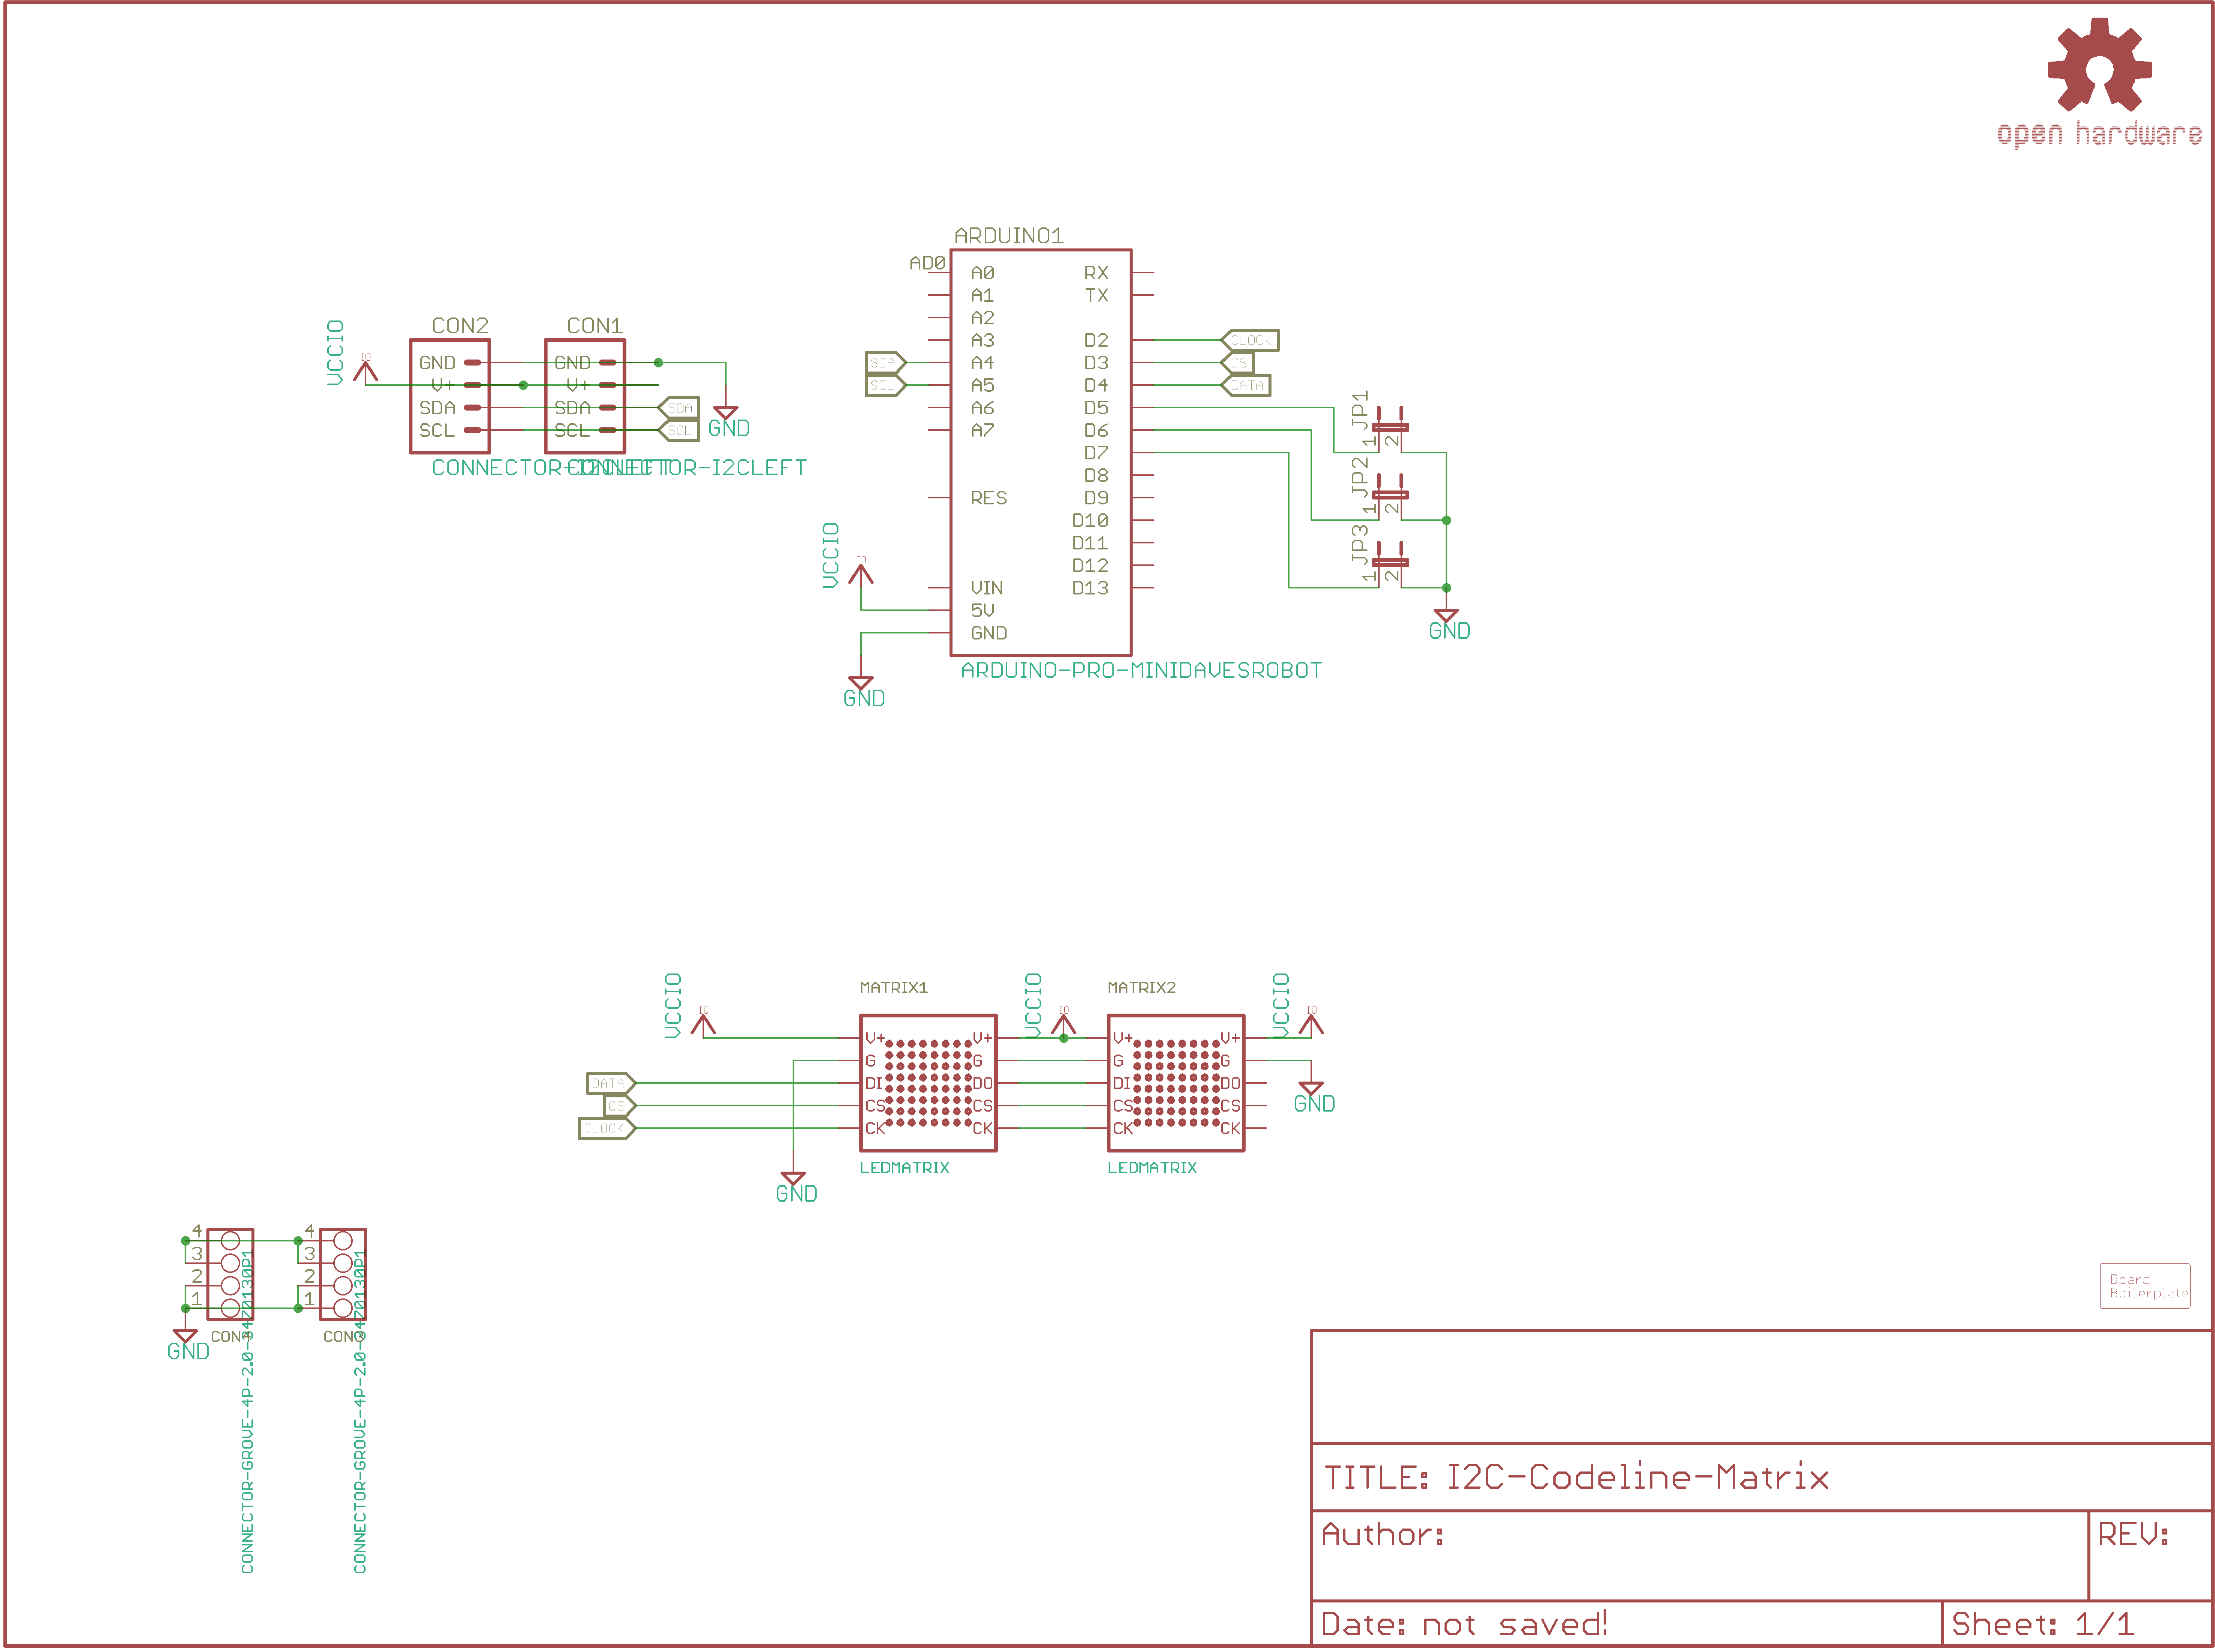 open hardware
ARDUINO1
AD0
A0
A1
A2
A3
A4
A5
A6
A7
RES
VIN
5V
GND
RX
TX
D2
D3
D4
D5
D6
D7
D8
D9
D10
D11
D12
D13
ARDUINO-PRO-MINIDAVESROBOT
SDA
SCL
CLOCK
CS
DATA
VCCIO
IO
GND
VCCIO
IO
CON2
GND
V+
SDA
SCL
CON1
GND
V+
SDA
SCL
SDA
SCL
GND
CONNECTOR-I2CLEFT
CONNECTOR-I2CLEFT
JP1
1
2
JP2
1
2
JP3
1
2
GND
VCCIO
IO
MATRIX1
V+
G
DI
CS
CK
V+
G
DO
CS
CK
LEDMATRIX
DATA
CS
CLOCK
GND
VCCIO
IO
MATRIX2
V+
G
DI
CS
CK
V+
G
DO
CS
CK
LEDMATRIX
VCCIO
IO
GND
4
3
2
1
CON4
GND
CONNECTOR-GROVE-4P-2.0-34Z0130P1
4
3
2
1
CON3
CONNECTOR-GROVE-4P-2.0-34Z0130P1
Board
Boilerplate
TITLE: I2C-Codeline-Matrix
Author:
REV:
Date: not saved!
Sheet: 1/1